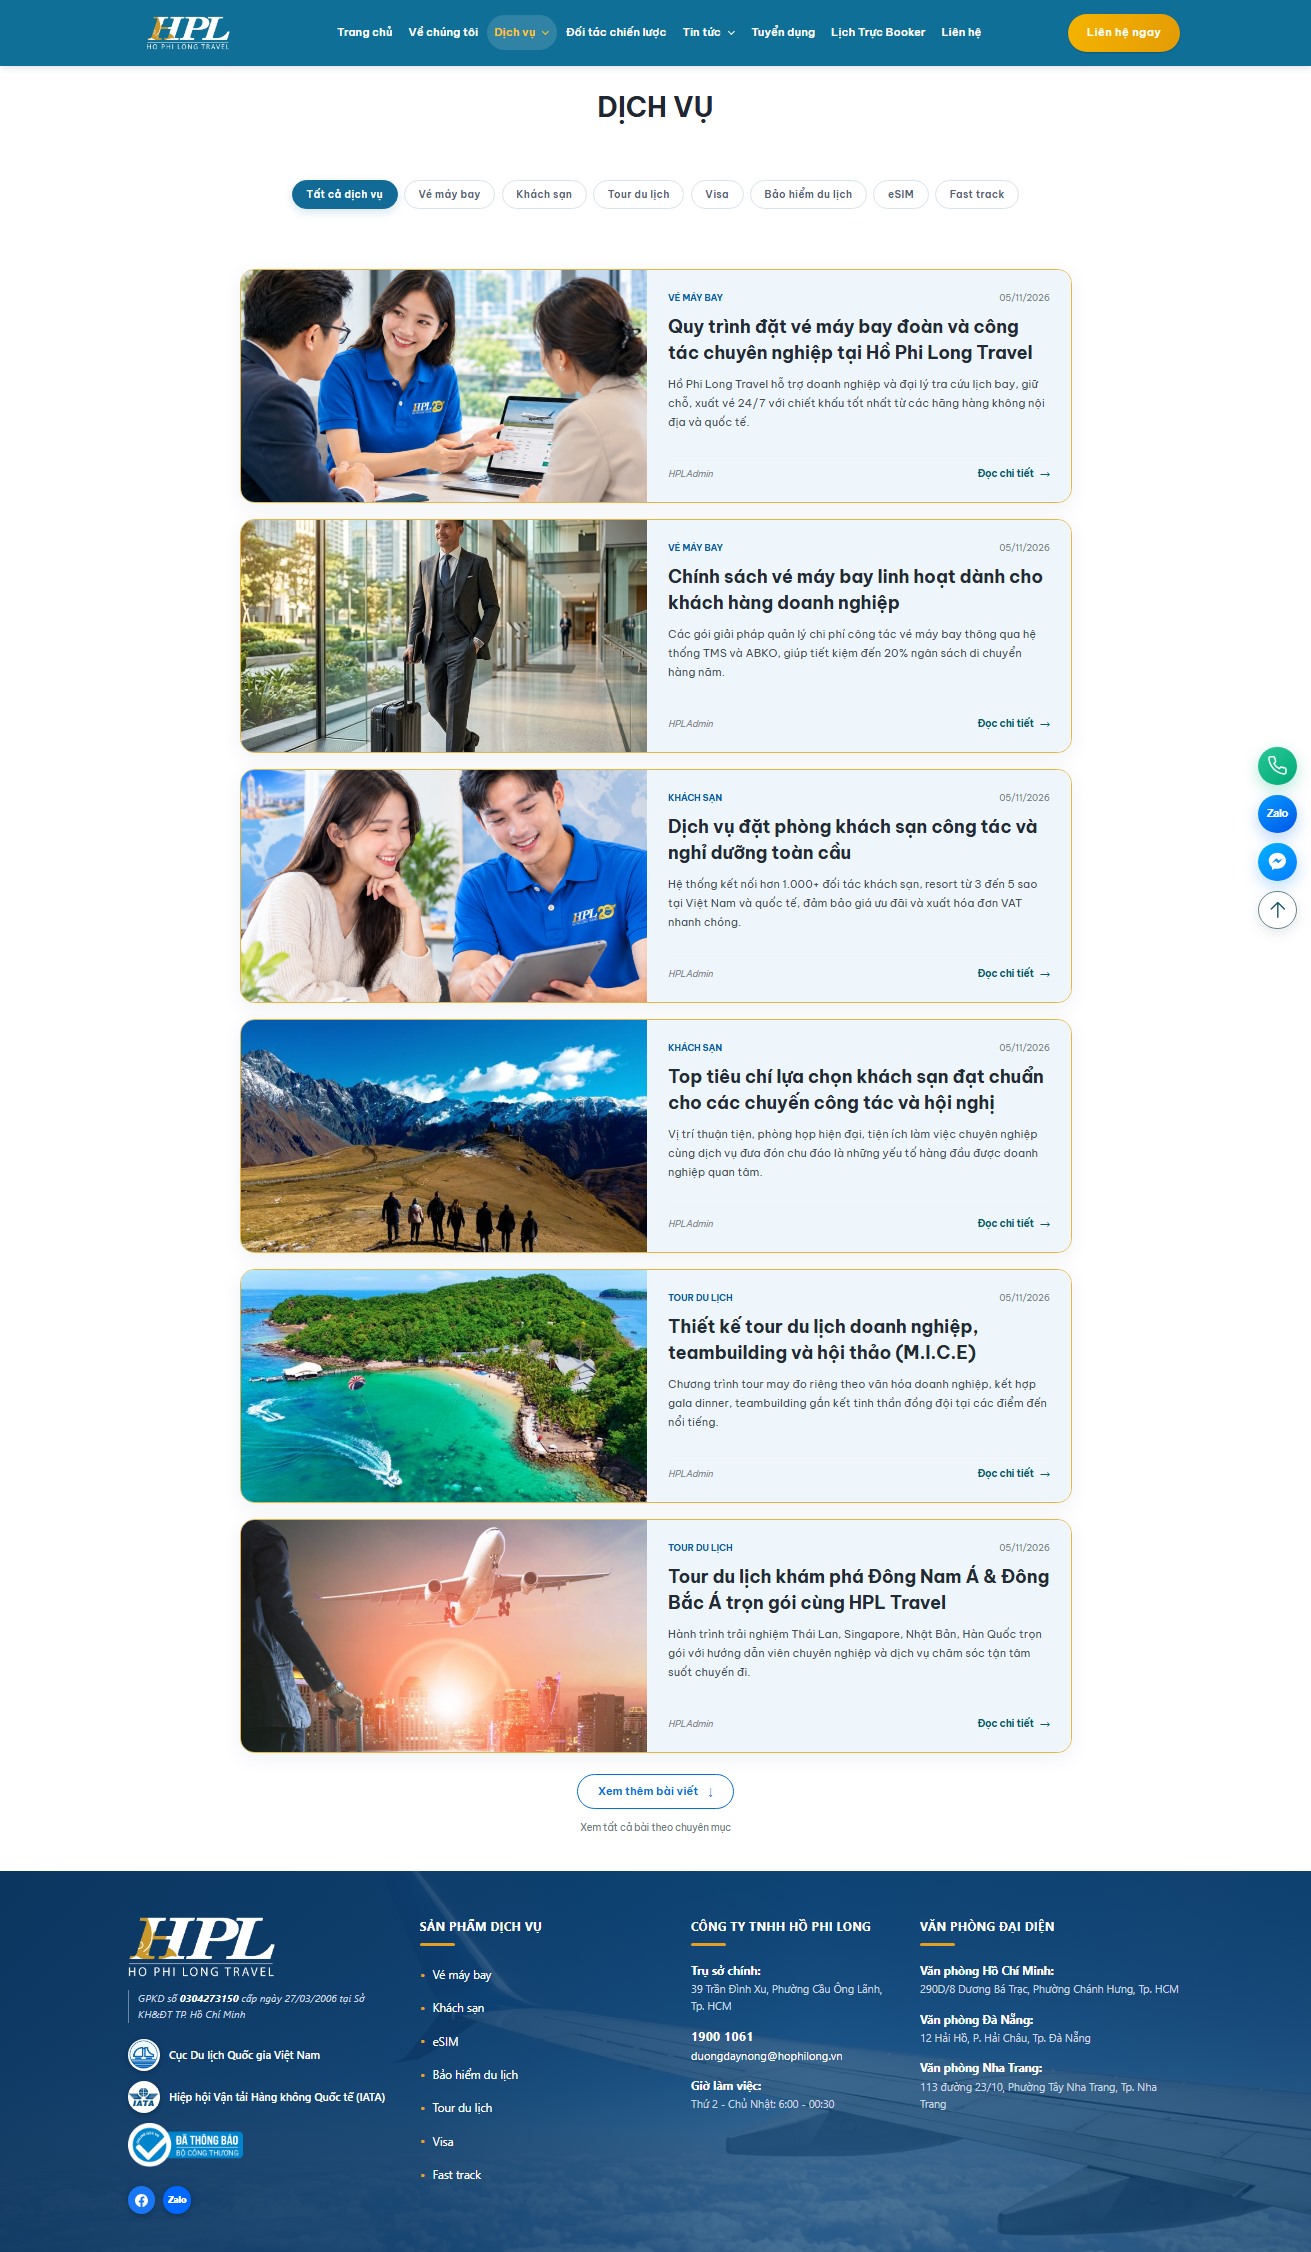 HPL
HO PHI LONG TRAVEL
Trang chủ
Về chúng tôi
Dịch vụ
Đối tác chiến lược
Tin tức
Tuyển dụng
Lịch Trực Booker
Liên hệ
Liên hệ ngay
DỊCH VỤ
Tất cả dịch vụ
Vé máy bay
Khách sạn
Tour du lịch
Visa
Bảo hiểm du lịch
eSIM
Fast track
HPL
VÉ MÁY BAY
05/11/2026
Quy trình đặt vé máy bay đoàn và công
tác chuyên nghiệp tại Hồ Phi Long Travel
Hồ Phi Long Travel hỗ trợ doanh nghiệp và đại lý tra cứu lịch bay, giữ
chỗ, xuất vé 24/7 với chiết khấu tốt nhất từ các hãng hàng không nội
địa và quốc tế.
HPLAdmin
Đọc chi tiết →
VÉ MÁY BAY
05/11/2026
Chính sách vé máy bay linh hoạt dành cho
khách hàng doanh nghiệp
Các gói giải pháp quản lý chi phí công tác vé máy bay thông qua hệ
thống TMS và ABKO, giúp tiết kiệm đến 20% ngân sách di chuyển
hàng năm.
HPLAdmin
Đọc chi tiết →
HPL
KHÁCH SẠN
05/11/2026
Dịch vụ đặt phòng khách sạn công tác và
nghỉ dưỡng toàn cầu
Hệ thống kết nối hơn 1.000+ đối tác khách sạn, resort từ 3 đến 5 sao
tại Việt Nam và quốc tế, đảm bảo giá ưu đãi và xuất hóa đơn VAT
nhanh chóng.
HPLAdmin
Đọc chi tiết →
KHÁCH SẠN
05/11/2026
Top tiêu chí lựa chọn khách sạn đạt chuẩn
cho các chuyến công tác và hội nghị
Vị trí thuận tiện, phòng họp hiện đại, tiện ích làm việc chuyên nghiệp
cùng dịch vụ đưa đón chu đáo là những yếu tố hàng đầu được doanh
nghiệp quan tâm.
HPLAdmin
Đọc chi tiết →
TOUR DU LỊCH
05/11/2026
Thiết kế tour du lịch doanh nghiệp,
teambuilding và hội thảo (M.I.C.E)
Chương trình tour may đo riêng theo văn hóa doanh nghiệp, kết hợp
gala dinner, teambuilding gắn kết tinh thần đồng đội tại các điểm đến
nổi tiếng.
HPLAdmin
Đọc chi tiết →
TOUR DU LỊCH
05/11/2026
Tour du lịch khám phá Đông Nam Á & Đông
Bắc Á trọn gói cùng HPL Travel
Hành trình trải nghiệm Thái Lan, Singapore, Nhật Bản, Hàn Quốc trọn
gói với hướng dẫn viên chuyên nghiệp và dịch vụ chăm sóc tận tâm
suốt chuyến đi.
HPLAdmin
Đọc chi tiết →
Zalo
Xem thêm bài viết ↓
Xem tất cả bài theo chuyên mục
HPL
HO PHI LONG TRAVEL
GPKD số 0304273150 cấp ngày 27/03/2006 tại Sở
KH&ĐT TP. Hồ Chí Minh
Cục Du lịch Quốc gia Việt Nam
IATA
Hiệp hội Vận tải Hàng không Quốc tế (IATA)
ĐÃ THÔNG BÁO
BỘ CÔNG THƯƠNG
Zalo
SẢN PHẨM DỊCH VỤ
Vé máy bay
Khách sạn
eSIM
Bảo hiểm du lịch
Tour du lịch
Visa
Fast track
CÔNG TY TNHH HỒ PHI LONG
Trụ sở chính:
39 Trần Đình Xu, Phường Cầu Ông Lãnh,
Tp. HCM
1900 1061
duongdaynong@hophilong.vn
Giờ làm việc:
Thứ 2 - Chủ Nhật: 6:00 - 00:30
VĂN PHÒNG ĐẠI DIỆN
Văn phòng Hồ Chí Minh:
290D/8 Dương Bá Trạc, Phường Chánh Hưng, Tp. HCM
Văn phòng Đà Nẵng:
12 Hải Hồ, P. Hải Châu, Tp. Đà Nẵng
Văn phòng Nha Trang:
113 đường 23/10, Phường Tây Nha Trang, Tp. Nha
Trang